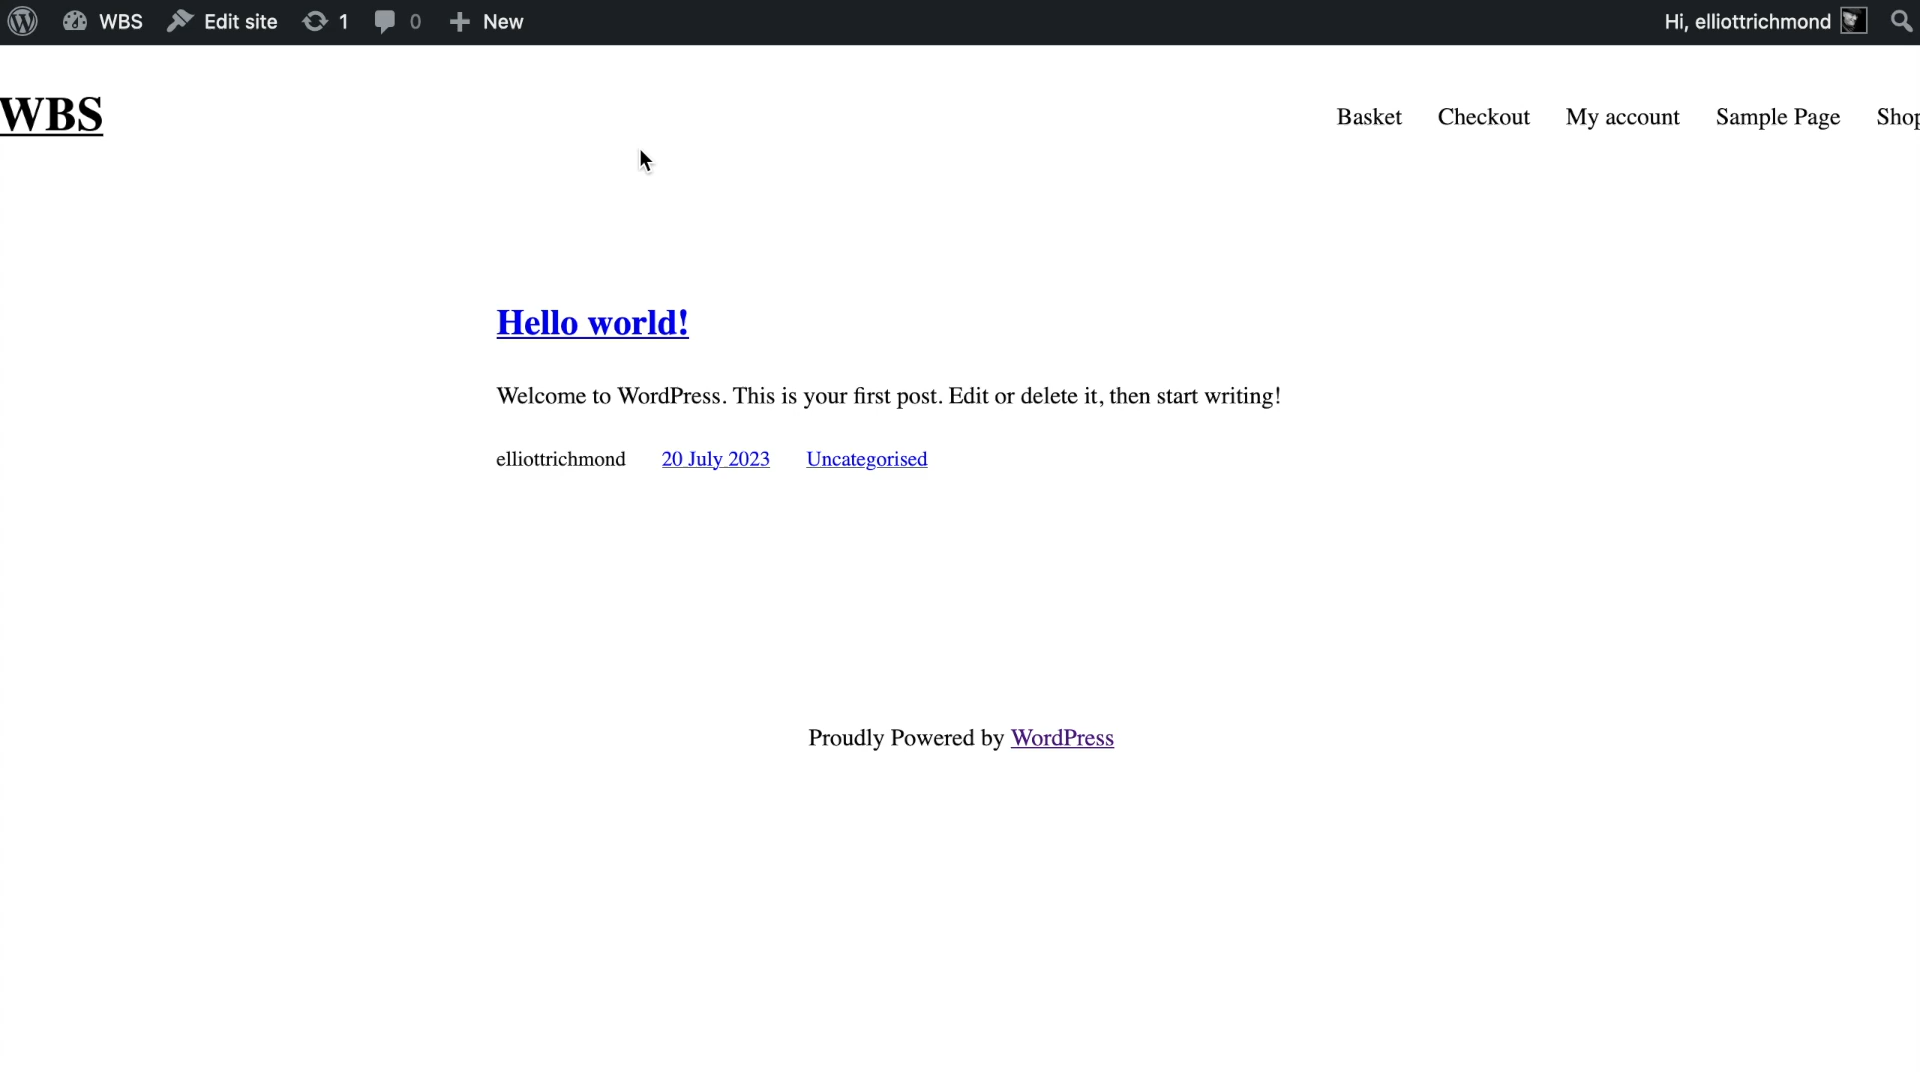 WBS Edit site 1 0 New Hi, elliottrichmond
WBS Basket Checkout My account Sample Page Shop
Hello world!
Welcome to WordPress. This is your first post. Edit or delete it, then start writing!
elliottrichmond 20 July 2023 Uncategorised
Proudly Powered by WordPress